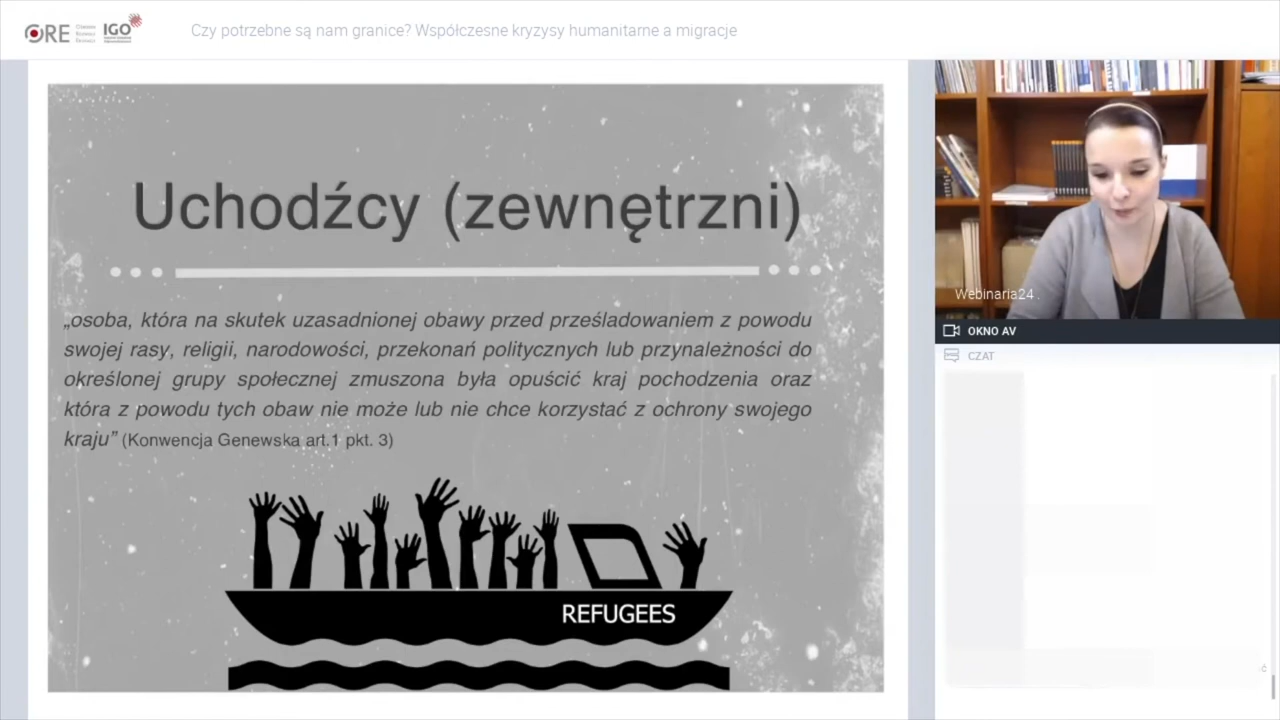 ORE
IGO
Czy potrzebne są nam granice? Współczesne kryzysy humanitarne a migracje
Uchodźcy (zewnętrzni)
„osoba, która na skutek uzasadnionej obawy przed prześladowaniem z powodu
swojej rasy, religii, narodowości, przekonań politycznych lub przynależności do
określonej grupy społecznej zmuszona była opuścić kraj pochodzenia oraz
która z powodu tych obaw nie może lub nie chce korzystać z ochrony swojego
kraju” (Konwencja Genewska art.1 pkt. 3)
REFUGEES
Webinaria24 .
OKNO AV
CZAT